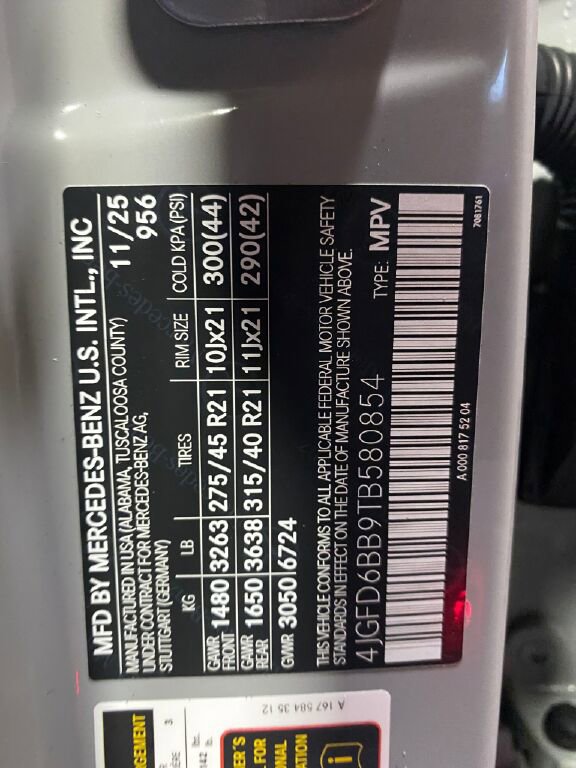 MFD BY MERCEDES-BENZ U.S. INTL., INC
MANUFACTURED IN USA (ALABAMA, TUSCALOOSA COUNTY) 11/25
UNDER CONTRACT FOR MERCEDES-BENZ AG, 956
STUTTGART (GERMANY)
KG LB TIRES RIM SIZE COLD KPA (PSI)
GAWR FRONT 1480 3263 275/45 R21 10Jx21 300(44)
GAWR REAR 1650 3638 315/40 R21 11Jx21 290(42)
GVWR 3050 6724
THIS VEHICLE CONFORMS TO ALL APPLICABLE FEDERAL MOTOR VEHICLE SAFETY
STANDARDS IN EFFECT ON THE DATE OF MANUFACTURE SHOWN ABOVE.
4JGFD6BB9TB580854 TYPE: MPV
A 000 817 52 04
7081761
A 167 584 35 12
3